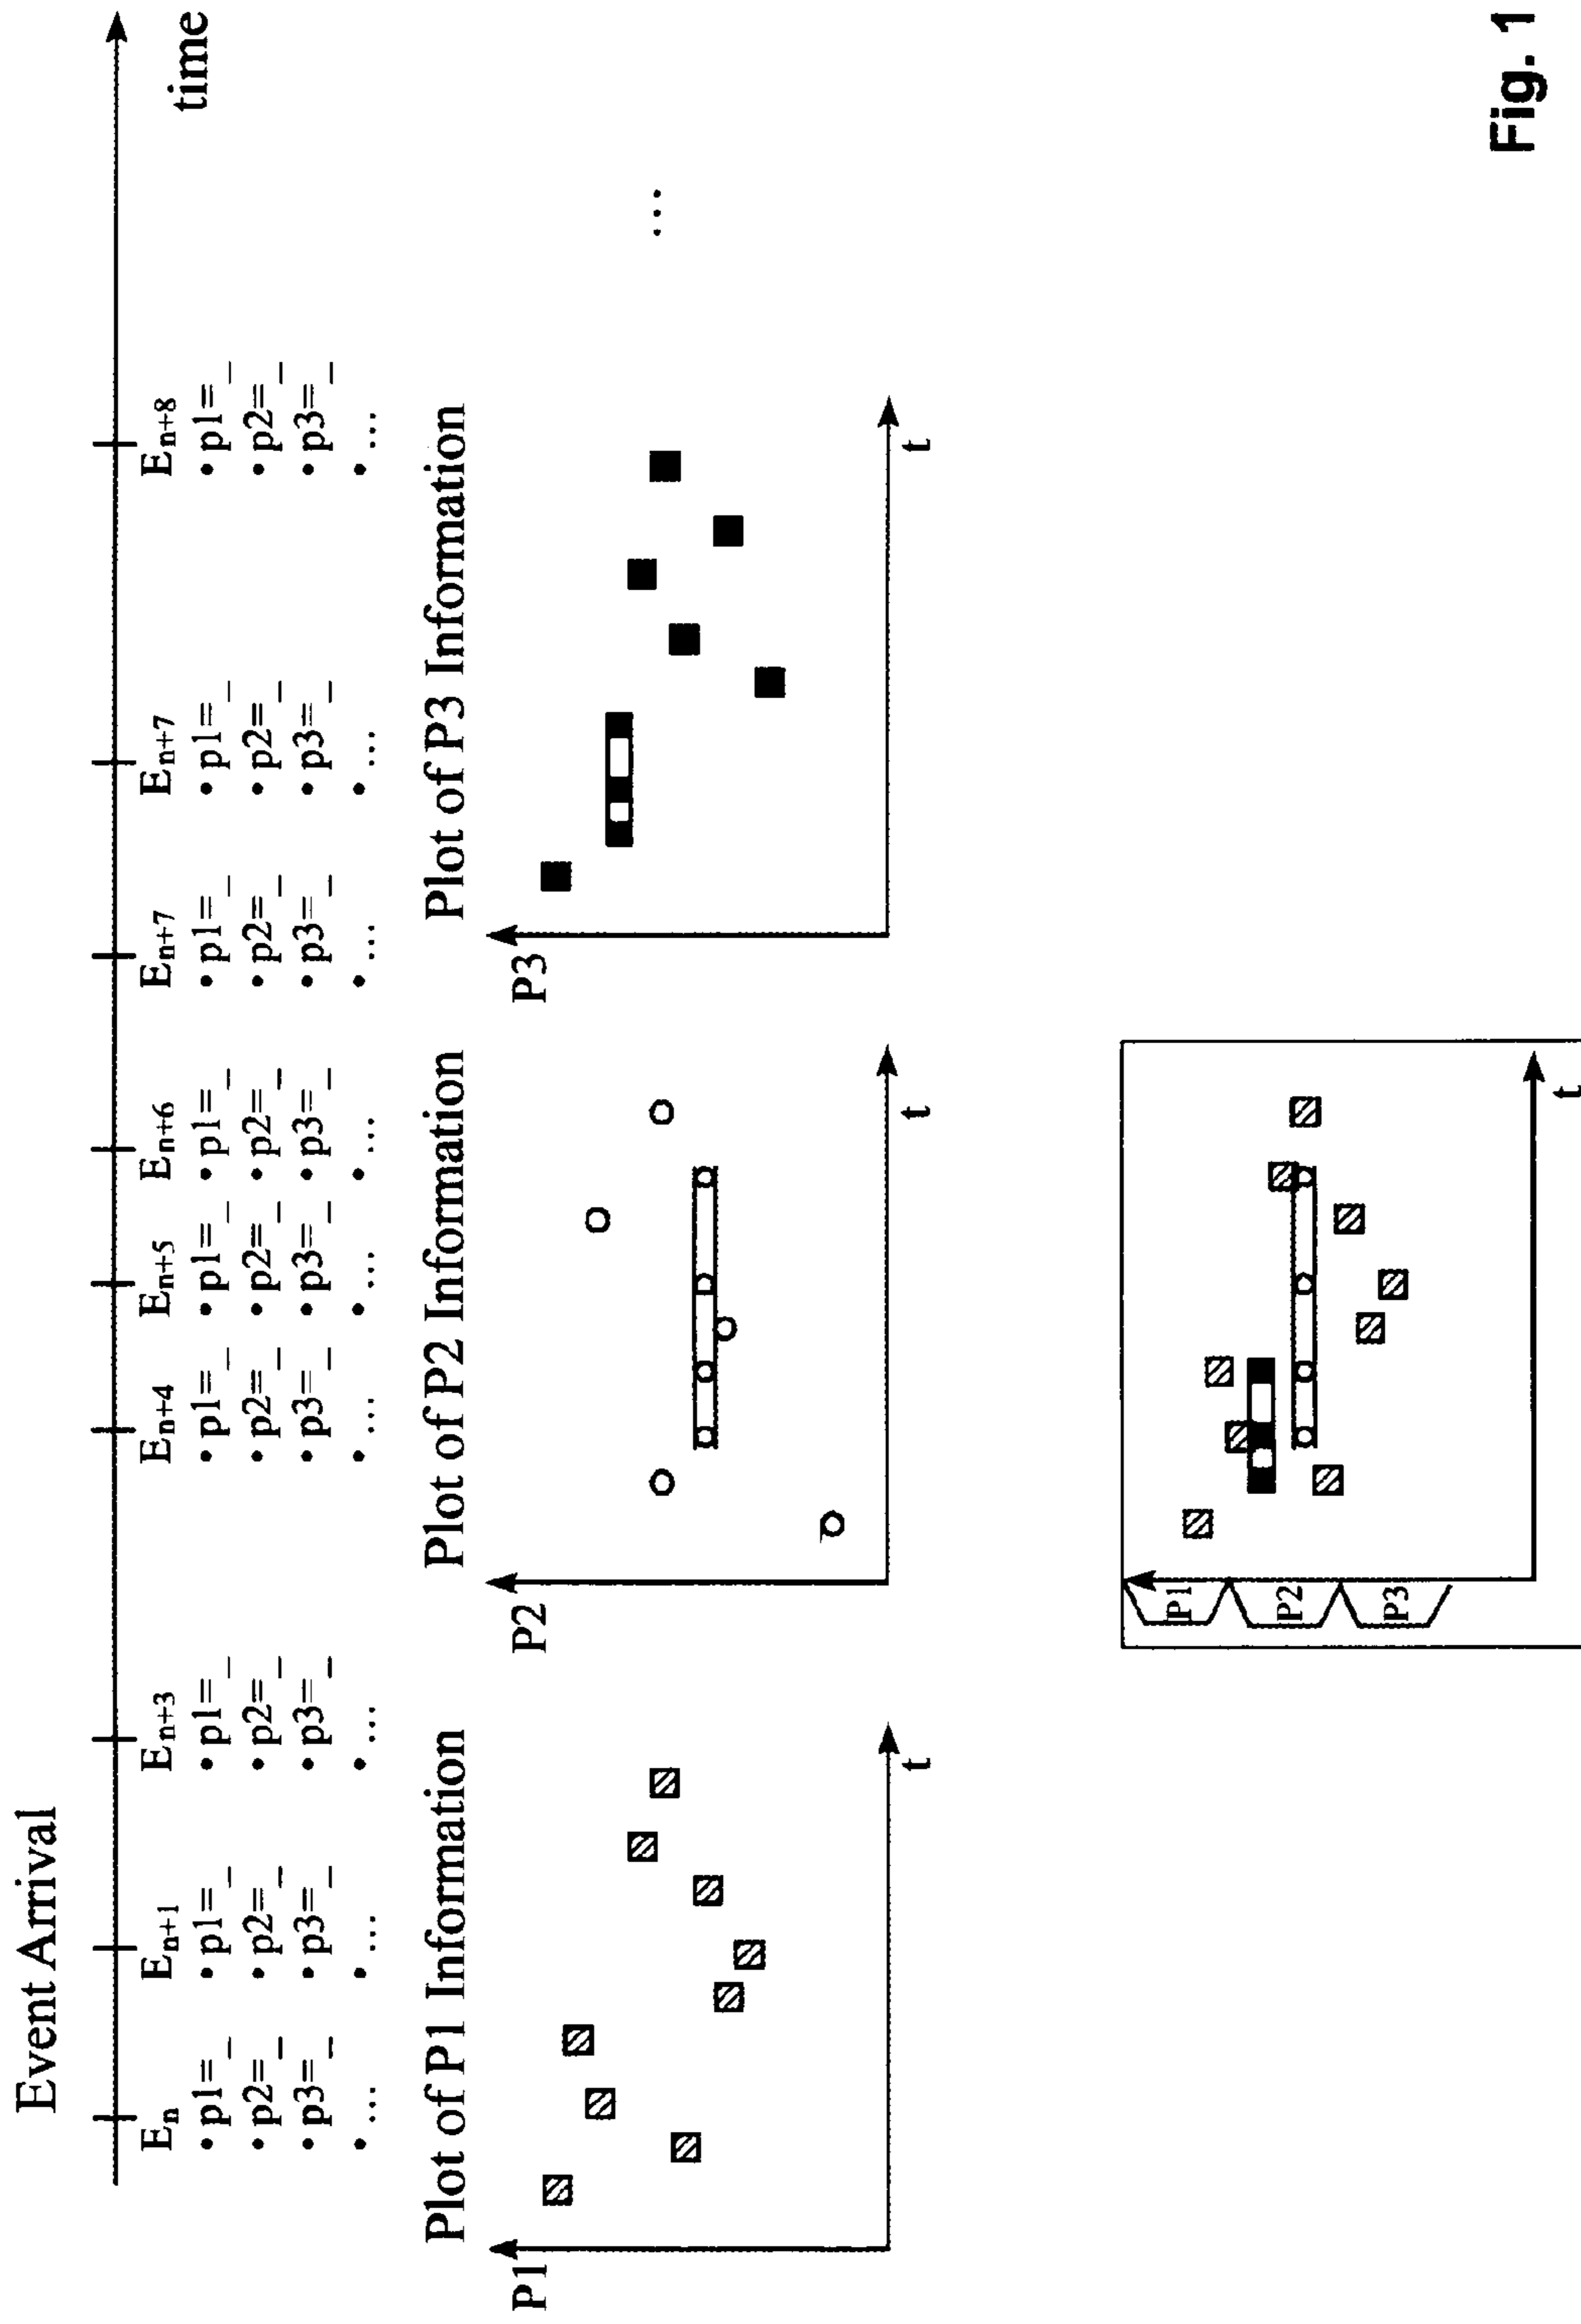 Event Arrival
time
En En+1 En+3 En+4 En+5 En+6 En+7 En+7 En+8
• p1= _ • p1= _ • p1= _ • p1= _ • p1= _ • p1= _ • p1= _ • p1= _ • p1= _
• p2= _ • p2= _ • p2= _ • p2= _ • p2= _ • p2= _ • p2= _ • p2= _ • p2= _
• p3= _ • p3= _ • p3= _ • p3= _ • p3= _ • p3= _ • p3= _ • p3= _ • p3= _
• ... • ... • ... • ... • ... • ... • ... • ... • ...
Plot of P1 Information Plot of P2 Information Plot of P3 Information
P1 P2 P3
...
t t t
P1
P2
P3
t
Fig. 1